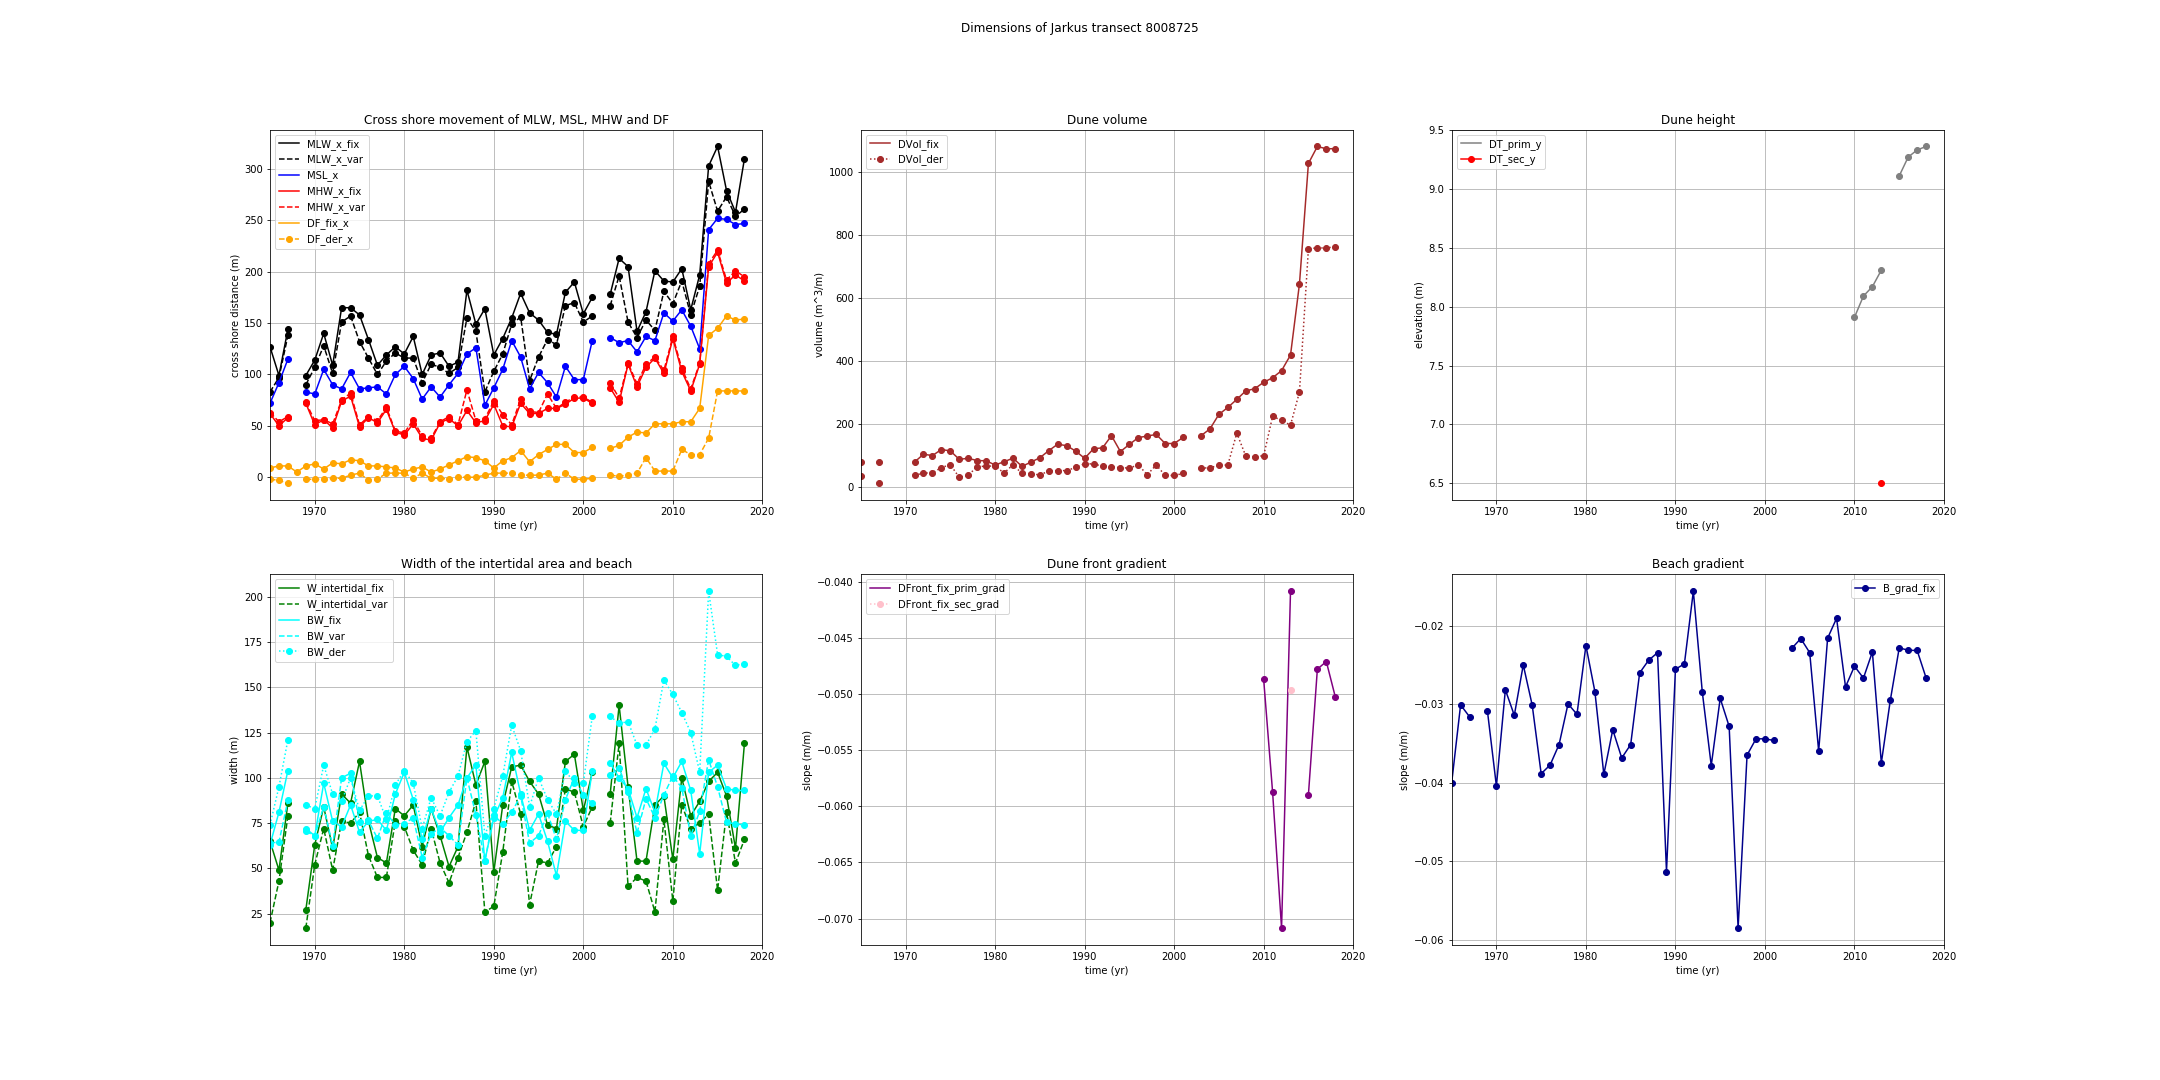 Dimensions of Jarkus transect 8008725
Cross shore movement of MLW, MSL, MHW and DF
MLW_x_fix
MLW_x_var
MSL_x
MHW_x_fix
MHW_x_var
DF_fix_x
DF_der_x
cross shore distance (m)
300
250
200
150
100
50
0
1970 1980 1990 2000 2010 2020
time (yr)
Dune volume
DVol_fix
DVol_der
volume (m^3/m)
1000
800
600
400
200
0
1970 1980 1990 2000 2010 2020
time (yr)
Dune height
DT_prim_y
DT_sec_y
elevation (m)
9.5
9.0
8.5
8.0
7.5
7.0
6.5
1970 1980 1990 2000 2010 2020
time (yr)
Width of the intertidal area and beach
W_intertidal_fix
W_intertidal_var
BW_fix
BW_var
BW_der
width (m)
200
175
150
125
100
75
50
25
1970 1980 1990 2000 2010 2020
time (yr)
Dune front gradient
DFront_fix_prim_grad
DFront_fix_sec_grad
slope (m/m)
−0.040
−0.045
−0.050
−0.055
−0.060
−0.065
−0.070
1970 1980 1990 2000 2010 2020
time (yr)
Beach gradient
B_grad_fix
slope (m/m)
−0.02
−0.03
−0.04
−0.05
−0.06
1970 1980 1990 2000 2010 2020
time (yr)